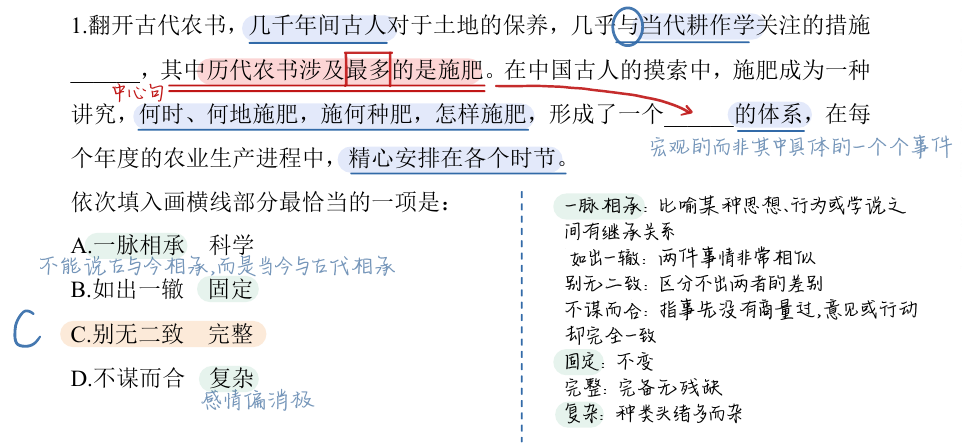 1.翻开古代农书，几千年间古人对于土地的保养，几乎与当代耕作学关注的措施
______，其中历代农书涉及最多的是施肥。在中国古人的摸索中，施肥成为一种
中心句
讲究，何时、何地施肥，施何种肥，怎样施肥，形成了一个______的体系，在每
宏观的而非其中具体的一个个事件
个年度的农业生产进程中，精心安排在各个时节。
依次填入画横线部分最恰当的一项是：
A.一脉相承 科学
不能说古与今相承,而是当今与古代相承
B.如出一辙 固定
C
C.别无二致 完整
D.不谋而合 复杂
感情偏消极
一脉相承：比喻某种思想、行为或学说之
间有继承关系
如出一辙：两件事情非常相似
别无二致：区分不出两者的差别
不谋而合：指事先没有商量过,意见或行动
却完全一致
固定：不变
完整：完备无残缺
复杂：种类头绪多而杂